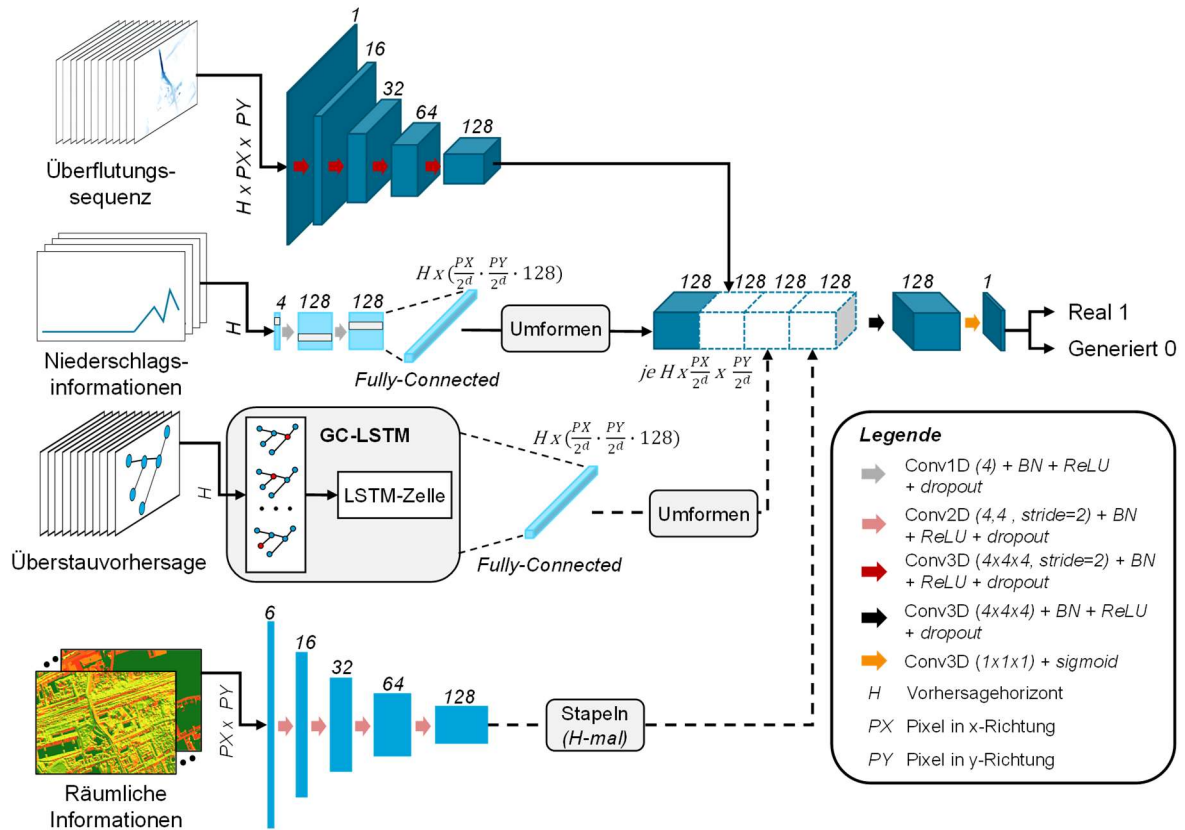 Überflutungs-
sequenz
H x PX x PY
1
16
32
64
128
Niederschlags-
informationen
H
4
128
128
H x (PX/2^d · PY/2^d · 128)
Fully-Connected
Umformen
128
128
128
128
je H x PX/2^d x PY/2^d
128
1
Real 1
Generiert 0
Überstauvorhersage
H
GC-LSTM
LSTM-Zelle
H x (PX/2^d · PY/2^d · 128)
Fully-Connected
Umformen
Räumliche
Informationen
PX x PY
6
16
32
64
128
Stapeln
(H-mal)
Legende
Conv1D (4) + BN + ReLU
+ dropout
Conv2D (4,4 , stride=2) + BN
+ ReLU + dropout
Conv3D (4x4x4, stride=2) + BN
+ ReLU + dropout
Conv3D (4x4x4) + BN + ReLU
+ dropout
Conv3D (1x1x1) + sigmoid
H Vorhersagehorizont
PX Pixel in x-Richtung
PY Pixel in y-Richtung